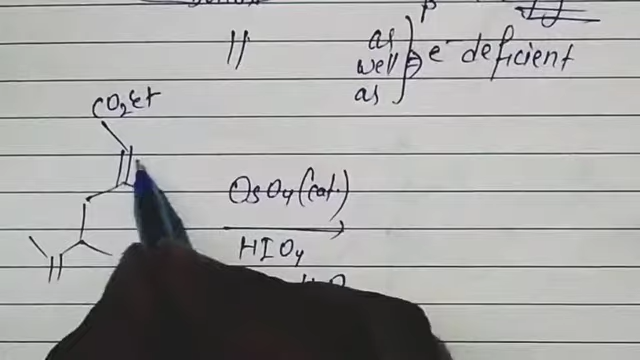 β
||
as
well
as
e⁻ deficient
CO₂Et
OsO₄ (cat.)
HIO₄